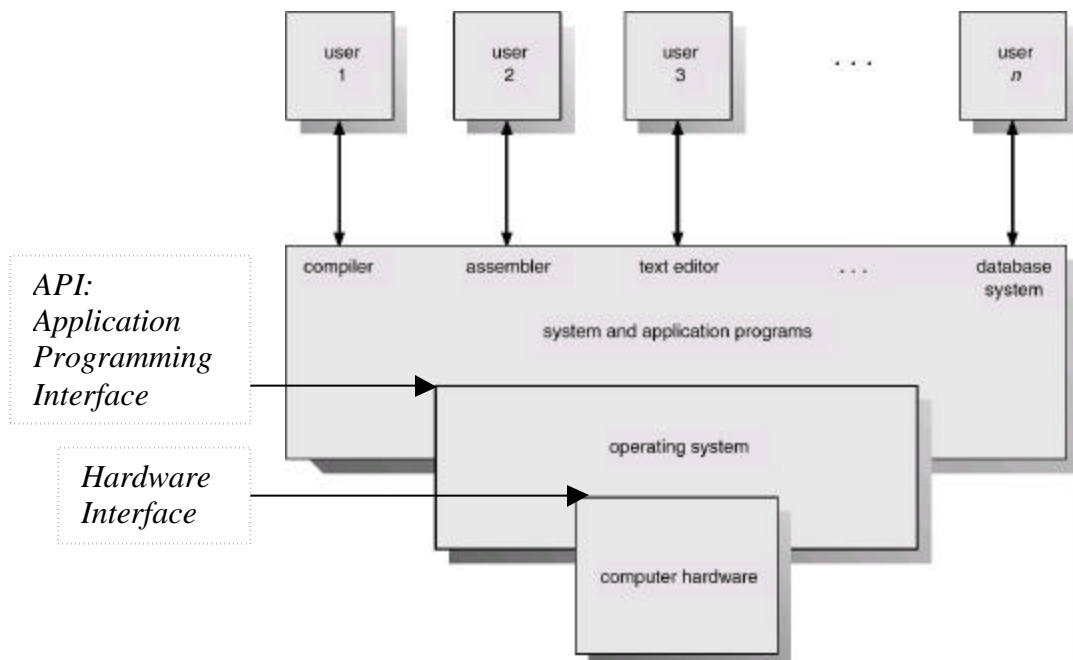 user
1
user
2
user
3
. . .
user
n
compiler
assembler
text editor
. . .
database
system
system and application programs
API:
Application
Programming
Interface
operating system
Hardware
Interface
computer hardware